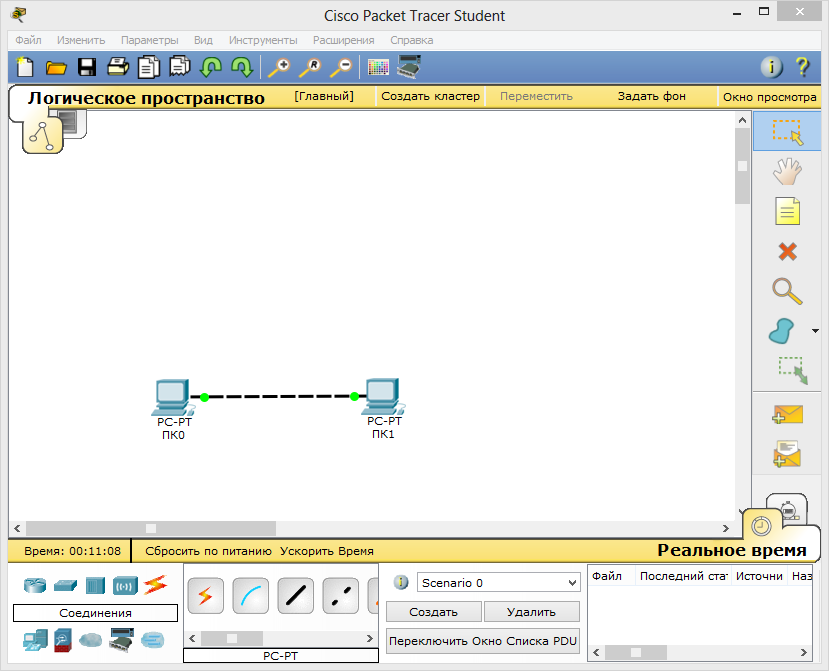 Cisco Packet Tracer Student
Файл Изменить Параметры Вид Инструменты Расширения Справка
Логическое пространство [Главный] Создать кластер Переместить Задать фон Окно просмотра
PC-PT PC-PT
ПК0 ПК1
Время: 00:11:08 Сбросить по питанию Ускорить Время Реальное время
Scenario 0 Файл Последний стат Источни Наз
Соединения Создать Удалить
Переключить Окно Списка PDU
PC-PT